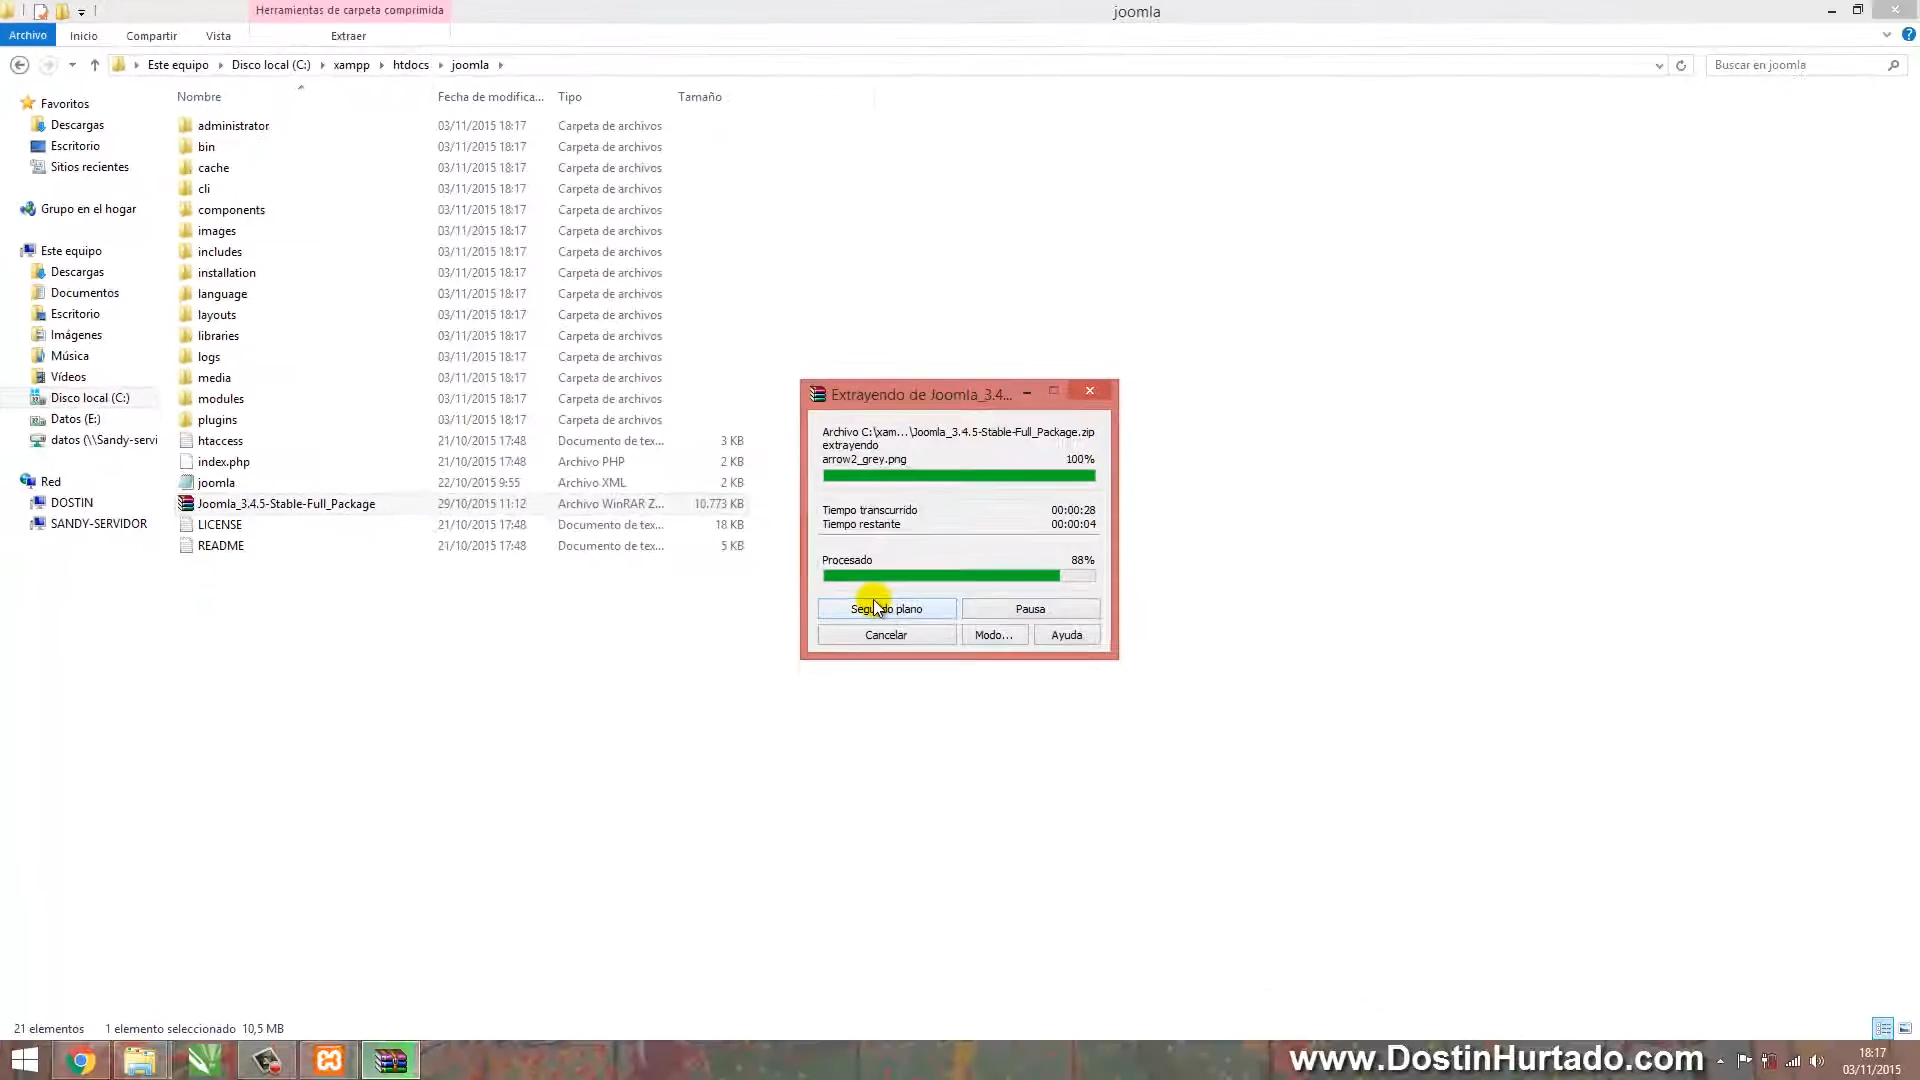 Herramientas de carpeta comprimida
joomla
Archivo Inicio Compartir Vista Extraer
Este equipo Disco local (C:) xampp htdocs joomla
Buscar en joomla
Nombre Fecha de modifica... Tipo Tamaño
Favoritos
Descargas
Escritorio
Sitios recientes
Grupo en el hogar
Este equipo
Descargas
Documentos
Escritorio
Imágenes
Música
Vídeos
Disco local (C:)
Datos (E:)
datos (\\Sandy-servi
Red
DOSTIN
SANDY-SERVIDOR
administrator 03/11/2015 18:17 Carpeta de archivos
bin 03/11/2015 18:17 Carpeta de archivos
cache 03/11/2015 18:17 Carpeta de archivos
cli 03/11/2015 18:17 Carpeta de archivos
components 03/11/2015 18:17 Carpeta de archivos
images 03/11/2015 18:17 Carpeta de archivos
includes 03/11/2015 18:17 Carpeta de archivos
installation 03/11/2015 18:17 Carpeta de archivos
language 03/11/2015 18:17 Carpeta de archivos
layouts 03/11/2015 18:17 Carpeta de archivos
libraries 03/11/2015 18:17 Carpeta de archivos
logs 03/11/2015 18:17 Carpeta de archivos
media 03/11/2015 18:17 Carpeta de archivos
modules 03/11/2015 18:17 Carpeta de archivos
plugins 03/11/2015 18:17 Carpeta de archivos
htaccess 21/10/2015 17:48 Documento de tex... 3 KB
index.php 21/10/2015 17:48 Archivo PHP 2 KB
joomla 22/10/2015 9:55 Archivo XML 2 KB
Joomla_3.4.5-Stable-Full_Package 29/10/2015 11:12 Archivo WinRAR Z... 10.773 KB
LICENSE 21/10/2015 17:48 Documento de tex... 18 KB
README 21/10/2015 17:48 Documento de tex... 5 KB
Extrayendo de Joomla_3.4...
Archivo C:\xam...\Joomla_3.4.5-Stable-Full_Package.zip
extrayendo
arrow2_grey.png 100%
Tiempo transcurrido 00:00:28
Tiempo restante 00:00:04
Procesado 88%
Segundo plano Pausa
Cancelar Modo... Ayuda
21 elementos 1 elemento seleccionado 10,5 MB
www.DostinHurtado.com
18:17
03/11/2015